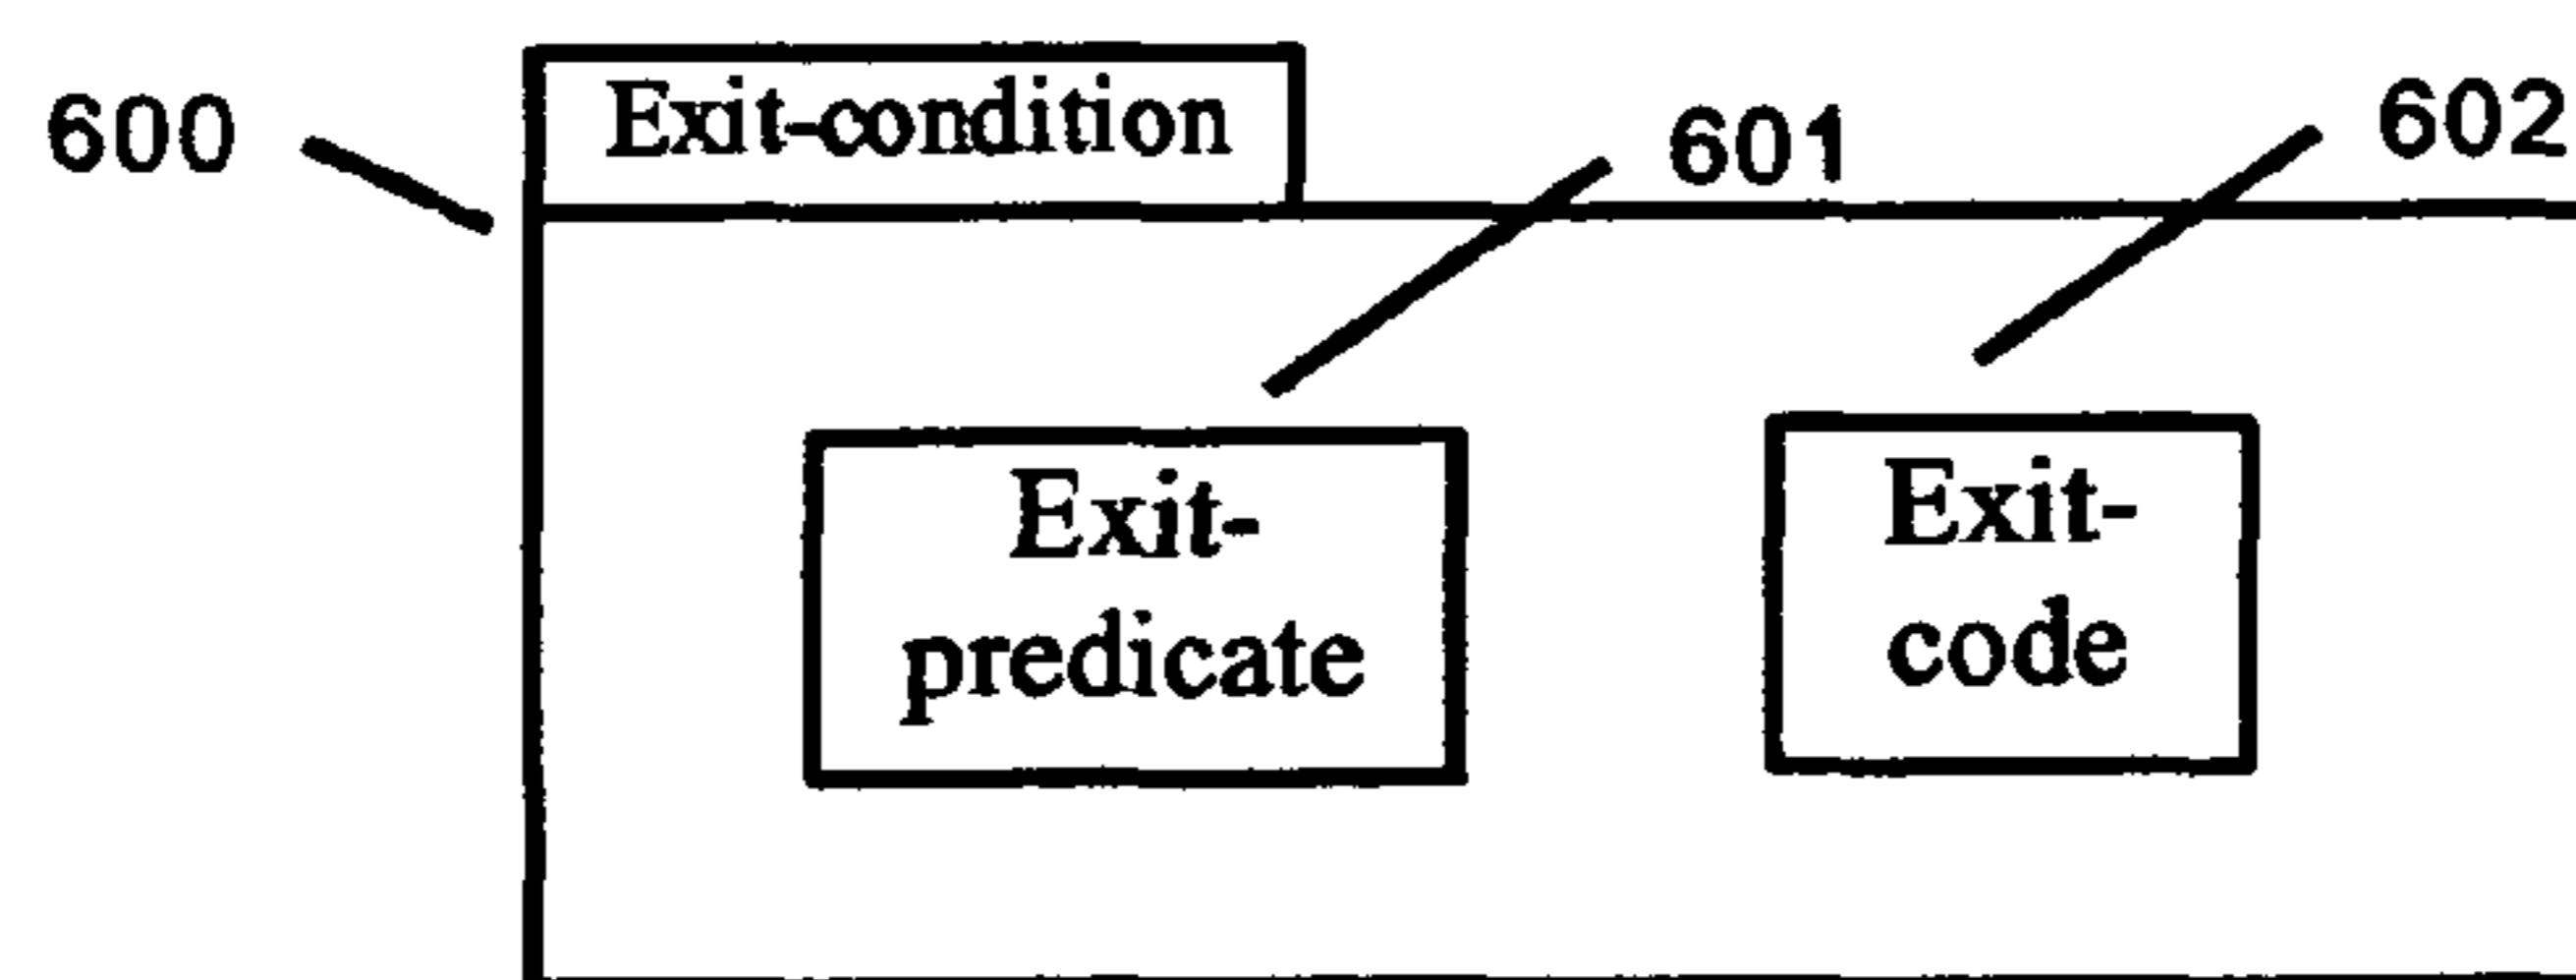 600
Exit-condition
601
602
Exit-
predicate
Exit-
code